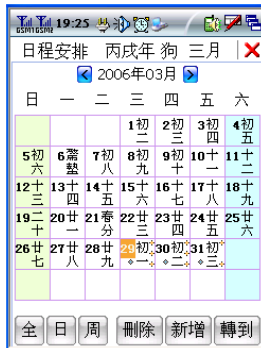 GSM1 GSM2 19:25
日程安排 丙戌年 狗 三月
2006年03月
日 一 二 三 四 五 六
1初二 2初三 3初四 4初五
5初六 6驚蟄 7初八 8初九 9初十 10十一 11十二
12十三 13十四 14十五 15十六 16十七 17十八 18十九
19二十 20廿一 21春分 22廿三 23廿四 24廿五 25廿六
26廿七 27廿八 28廿九 29初一 30初二 31初三
全 日 周 刪除 新增 轉到